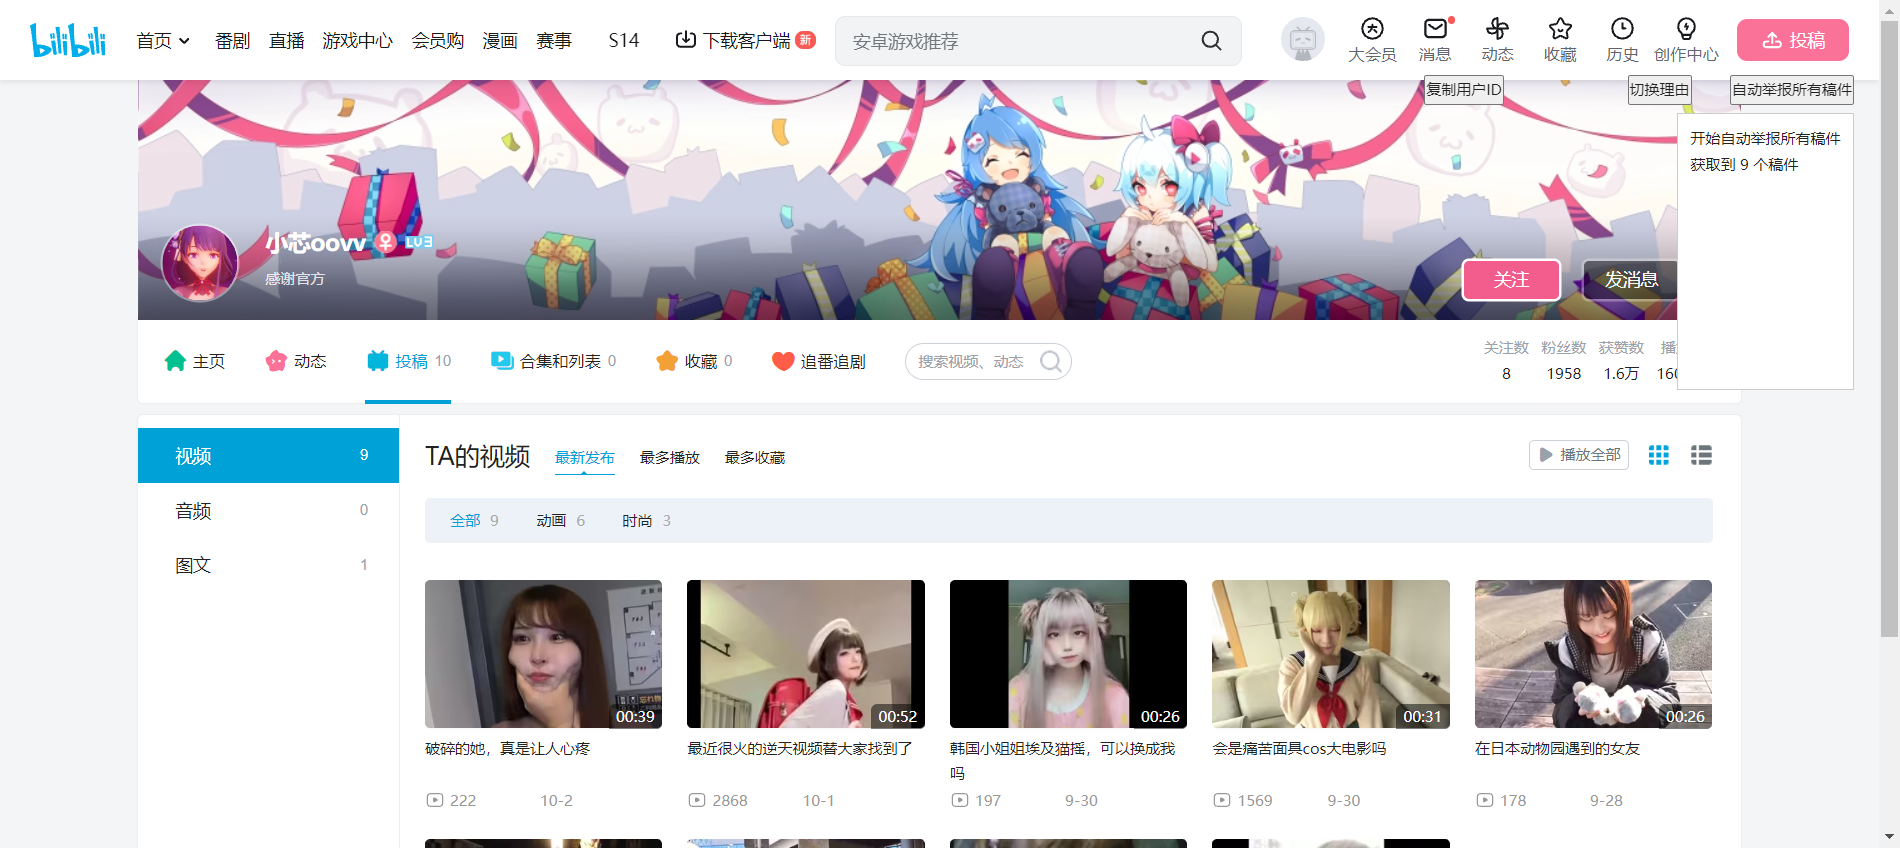 bilibili
首页
番剧
直播
游戏中心
会员购
漫画
赛事
S14
下载客户端
新
安卓游戏推荐
大会员
消息
动态
收藏
历史
创作中心
投稿
复制用户ID
切换理由
自动举报所有稿件
开始自动举报所有稿件
获取到 9 个稿件
小芯oovv LV3
感谢官方
关注
发消息
主页
动态
投稿 10
合集和列表 0
收藏 0
追番追剧
搜索视频、动态
关注数 粉丝数 获赞数
8 1958 1.6万
视频 9
音频 0
图文 1
TA的视频
最新发布
最多播放
最多收藏
播放全部
全部 9
动画 6
时尚 3
00:39
00:52
00:26
00:31
00:26
破碎的她，真是让人心疼
222 10-2
最近很火的逆天视频替大家找到了
2868 10-1
韩国小姐姐埃及猫摇，可以换成我
吗
197 9-30
会是痛苦面具cos大电影吗
1569 9-30
在日本动物园遇到的女友
178 9-28